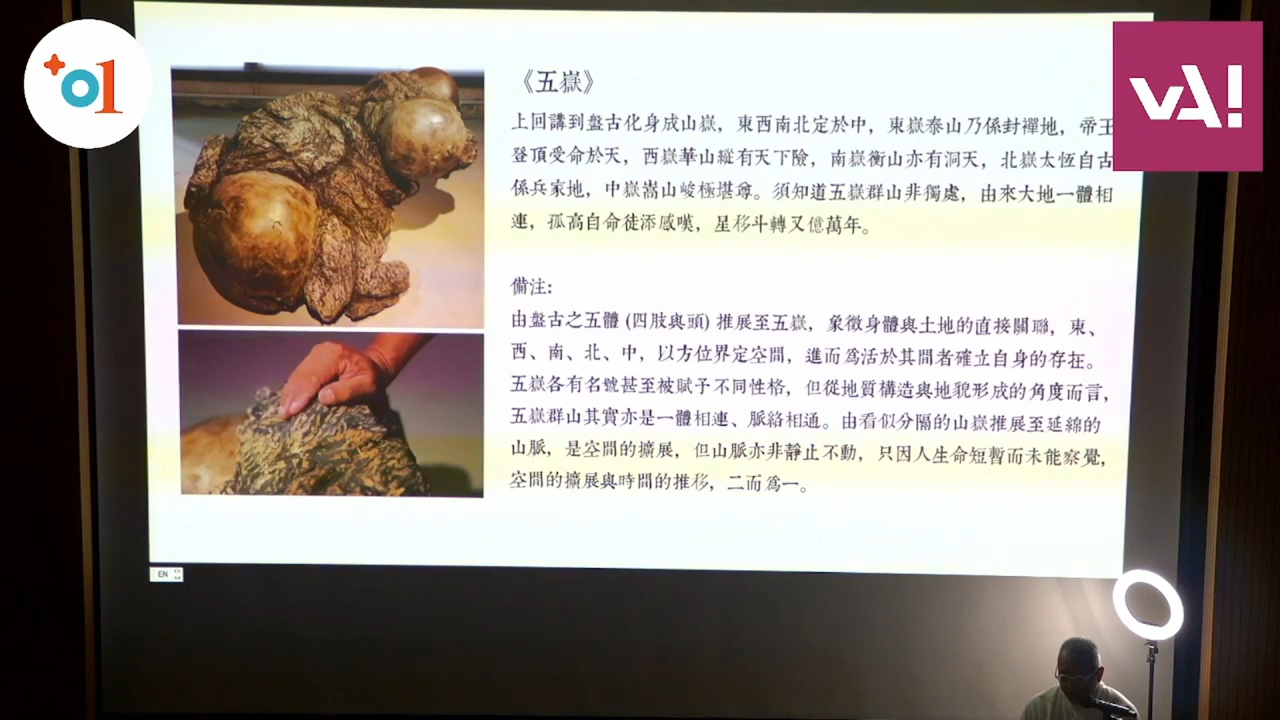 +01
VA!
《五嶽》
上回講到盤古化身成山嶽，東西南北定於中，東嶽泰山乃係封禪地，帝王
登頂受命於天，西嶽華山縱有天下險，南嶽衡山亦有洞天，北嶽太恆自古
係兵家地，中嶽嵩山峻極堪尊。須知道五嶽群山非獨處，由來大地一體相
連，孤高自命徒添感嘆，星移斗轉又億萬年。
備注：
由盤古之五體 (四肢與頭) 推展至五嶽，象徵身體與土地的直接關聯，東、
西、南、北、中，以方位界定空間，進而為活於其間者確立自身的存在。
五嶽各有名號甚至被賦予不同性格，但從地質構造與地貌形成的角度而言，
五嶽群山其實亦是一體相連、脈絡相通。由看似分隔的山嶽推展至延綿的
山脈，是空間的擴展，但山脈亦非靜止不動，只因人生命短暫而未能察覺，
空間的擴展與時間的推移，二而為一。
EN